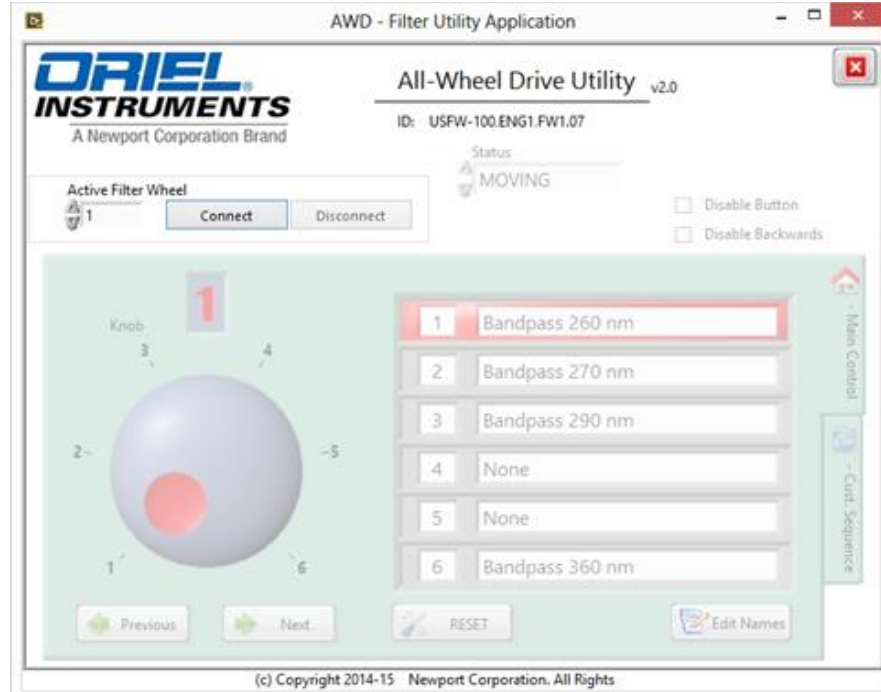 AWD - Filter Utility Application
ORIEL®
INSTRUMENTS
A Newport Corporation Brand
All-Wheel Drive Utility v2.0
ID: USFW-100.ENG1.FW1.07
Status
MOVING
Active Filter Wheel
1 Connect Disconnect
Disable Button
Disable Backwards
1
Knob
1
2
3
4
5
6
1 Bandpass 260 nm
2 Bandpass 270 nm
3 Bandpass 290 nm
4 None
5 None
6 Bandpass 360 nm
- Main Control
- Cust. Sequence
Previous Next RESET Edit Names
(c) Copyright 2014-15 Newport Corporation. All Rights